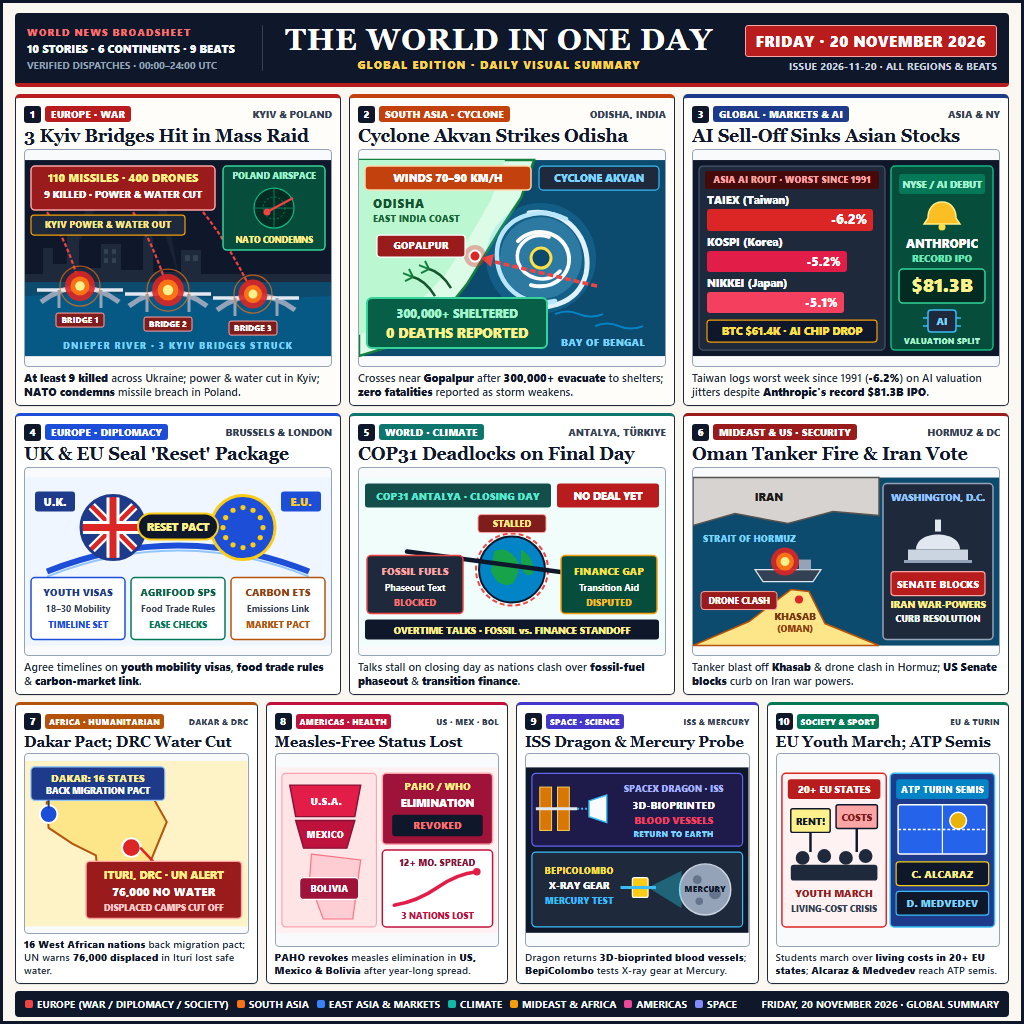 WORLD NEWS BROADSHEET
10 STORIES · 6 CONTINENTS · 9 BEATS
VERIFIED DISPATCHES · 00:00–24:00 UTC
THE WORLD IN ONE DAY
GLOBAL EDITION · DAILY VISUAL SUMMARY
FRIDAY · 20 NOVEMBER 2026
ISSUE 2026-11-20 · ALL REGIONS & BEATS
1 EUROPE · WAR KYIV & POLAND
3 Kyiv Bridges Hit in Mass Raid
110 MISSILES · 400 DRONES
9 KILLED · POWER & WATER CUT
KYIV POWER & WATER OUT
POLAND AIRSPACE
NATO CONDEMNS
BRIDGE 1
BRIDGE 2
BRIDGE 3
DNIEPER RIVER · 3 KYIV BRIDGES STRUCK
At least 9 killed across Ukraine; power & water cut in Kyiv;
NATO condemns missile breach in Poland.
2 SOUTH ASIA · CYCLONE ODISHA, INDIA
Cyclone Akvan Strikes Odisha
WINDS 70–90 KM/H
CYCLONE AKVAN
ODISHA
EAST INDIA COAST
GOPALPUR
300,000+ SHELTERED
0 DEATHS REPORTED
BAY OF BENGAL
Crosses near Gopalpur after 300,000+ evacuate to shelters;
zero fatalities reported as storm weakens.
3 GLOBAL · MARKETS & AI ASIA & NY
AI Sell-Off Sinks Asian Stocks
ASIA AI ROUT · WORST SINCE 1991
TAIEX (Taiwan)
-6.2%
KOSPI (Korea)
-5.2%
NIKKEI (Japan)
-5.1%
BTC $61.4K · AI CHIP DROP
NYSE / AI DEBUT
ANTHROPIC
RECORD IPO
$81.3B
AI
VALUATION SPLIT
Taiwan logs worst week since 1991 (-6.2%) on AI valuation
jitters despite Anthropic's record $81.3B IPO.
4 EUROPE · DIPLOMACY BRUSSELS & LONDON
UK & EU Seal 'Reset' Package
U.K.
RESET PACT
E.U.
YOUTH VISAS
18–30 Mobility
TIMELINE SET
AGRIFOOD SPS
Food Trade Rules
EASE CHECKS
CARBON ETS
Emissions Link
MARKET PACT
Agree timelines on youth mobility visas, food trade rules
& carbon-market link.
5 WORLD · CLIMATE ANTALYA, TÜRKIYE
COP31 Deadlocks on Final Day
COP31 ANTALYA · CLOSING DAY
NO DEAL YET
STALLED
FOSSIL FUELS
Phaseout Text
BLOCKED
FINANCE GAP
Transition Aid
DISPUTED
OVERTIME TALKS · FOSSIL vs. FINANCE STANDOFF
Talks stall on closing day as nations clash over fossil-fuel
phaseout & transition finance.
6 MIDEAST & US · SECURITY HORMUZ & DC
Oman Tanker Fire & Iran Vote
IRAN
STRAIT OF HORMUZ
DRONE CLASH
KHASAB
(OMAN)
WASHINGTON, D.C.
SENATE BLOCKS
IRAN WAR-POWERS
CURB RESOLUTION
Tanker blast off Khasab & drone clash in Hormuz; US Senate
blocks curb on Iran war powers.
7 AFRICA · HUMANITARIAN DAKAR & DRC
Dakar Pact; DRC Water Cut
DAKAR: 16 STATES
BACK MIGRATION PACT
ITURI, DRC · UN ALERT
76,000 NO WATER
DISPLACED CAMPS CUT OFF
16 West African nations back migration pact;
UN warns 76,000 displaced in Ituri lost safe
water.
8 AMERICAS · HEALTH US · MEX · BOL
Measles-Free Status Lost
U.S.A.
MEXICO
BOLIVIA
PAHO / WHO
ELIMINATION
REVOKED
12+ MO. SPREAD
3 NATIONS LOST
PAHO revokes measles elimination in US,
Mexico & Bolivia after year-long spread.
9 SPACE · SCIENCE ISS & MERCURY
ISS Dragon & Mercury Probe
SPACEX DRAGON · ISS
3D-BIOPRINTED
BLOOD VESSELS
RETURN TO EARTH
BEPICOLOMBO
X-RAY GEAR
MERCURY TEST
MERCURY
Dragon returns 3D-bioprinted blood vessels;
BepiColombo tests X-ray gear at Mercury.
10 SOCIETY & SPORT EU & TURIN
EU Youth March; ATP Semis
20+ EU STATES
RENT!
COSTS
YOUTH MARCH
LIVING-COST CRISIS
ATP TURIN SEMIS
C. ALCARAZ
D. MEDVEDEV
Students march over living costs in 20+ EU
states; Alcaraz & Medvedev reach ATP semis.
EUROPE (WAR / DIPLOMACY / SOCIETY) SOUTH ASIA EAST ASIA & MARKETS CLIMATE MIDEAST & AFRICA AMERICAS SPACE FRIDAY, 20 NOVEMBER 2026 · GLOBAL SUMMARY